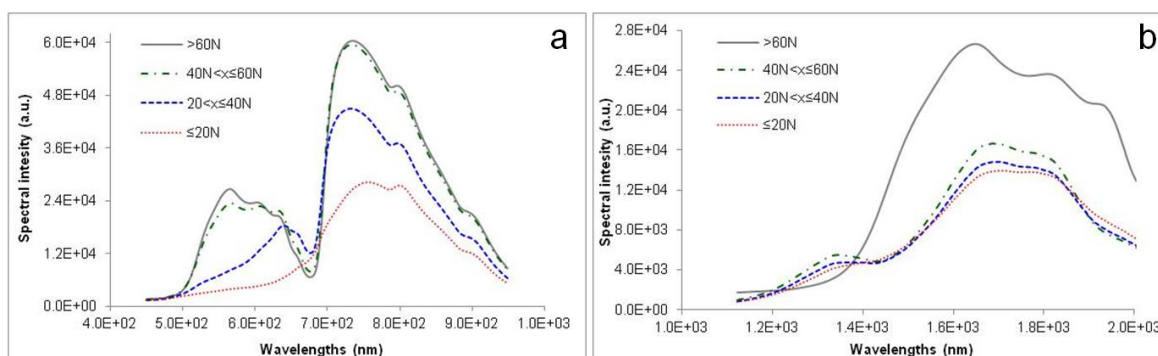 a
6.0E+04
4.8E+04
3.6E+04
2.4E+04
1.2E+04
0.0E+00
Spectral intesity (a.u.)
>60N
40N<x≤60N
20<x≤40N
≤20N
4.0E+02 5.0E+02 6.0E+02 7.0E+02 8.0E+02 9.0E+02 1.0E+03
Wavelengths (nm)
b
2.8E+04
2.4E+04
2.0E+04
1.6E+04
1.2E+04
8.0E+03
4.0E+03
0.0E+00
Spectral intesity (a.u.)
>60N
40N<x≤60N
20N<x≤40N
≤20N
1.0E+03 1.2E+03 1.4E+03 1.6E+03 1.8E+03 2.0E+03
Wavelengths (nm)